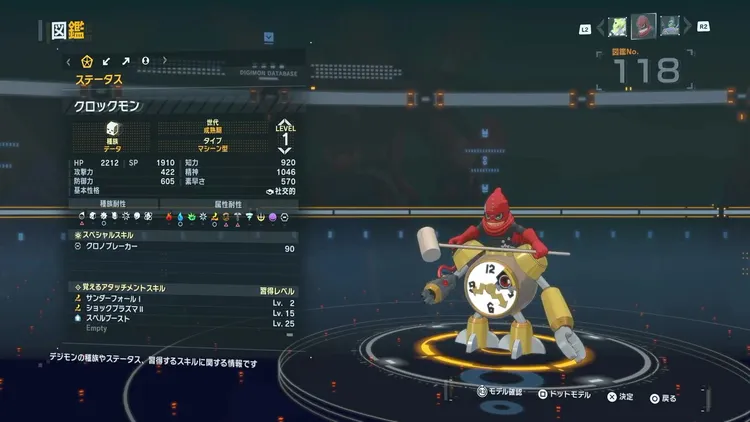 図鑑
L2
R2
図鑑No.
118
DIGIMON DATABASE
ステータス
クロックモン
種族
データ
世代
成熟期
タイプ
マシーン型
LEVEL
1
HP 2212 SP 1910 知力 920
攻撃力 422 精神 1046
防御力 605 素早さ 570
基本性格 社交的
種族耐性 属性耐性
スペシャルスキル
クロノブレーカー 90
覚えるアタッチメントスキル 習得レベル
サンダーフォールⅠ Lv. 2
ショックプラズマⅡ Lv. 15
スペルブースト Lv. 25
Empty
デジモンの種族やステータス、習得するスキルに関する情報です
12
6
R3 モデル確認 ドットモデル 決定 戻る